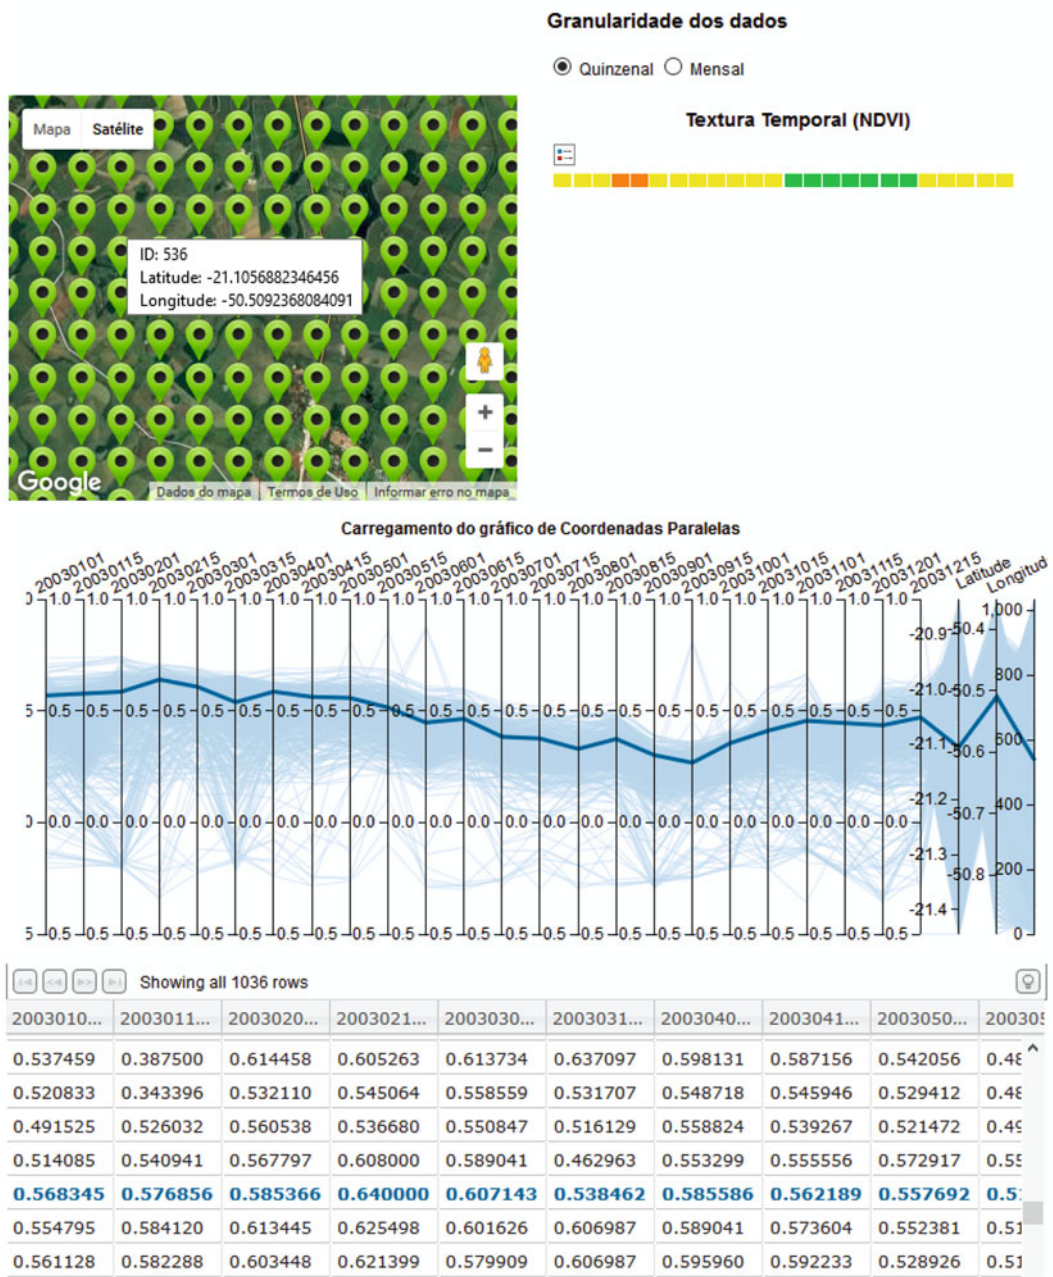 Granularidade dos dados
Quinzenal Mensal
Textura Temporal (NDVI)
Mapa Satélite
ID: 536
Latitude: -21.1056882346456
Longitude: -50.5092368084091
+
−
Google
Dados do mapa Termos de Uso Informar erro no mapa
Carregamento do gráfico de Coordenadas Paralelas
20030101 20030115 20030201 20030215 20030301 20030315 20030401 20030415 20030501 20030515 20030601 20030615 20030701 20030715 20030801 20030815 20030901 20030915 20031001 20031015 20031101 20031115 20031201 20031215 Latitude Longitud
1.0 1.0 1.0 1.0 1.0 1.0 1.0 1.0 1.0 1.0 1.0 1.0 1.0 1.0 1.0 1.0 1.0 1.0 1.0 1.0 1.0 1.0 1.0 1,000
-20.9 -50.4
800
-21.0 -50.5
0.5 0.5 0.5 0.5 0.5 0.5 0.5 0.5 0.5 0.5 0.5 0.5 0.5 0.5 0.5 0.5 0.5 0.5 0.5 0.5 0.5 0.5 0.5
-21.1 -50.6 600
-21.2 -50.7 400
0.0 0.0 0.0 0.0 0.0 0.0 0.0 0.0 0.0 0.0 0.0 0.0 0.0 0.0 0.0 0.0 0.0 0.0 0.0 0.0 0.0 0.0 0.0
-21.3 -50.8 200
-21.4
-0.5 -0.5 -0.5 -0.5 -0.5 -0.5 -0.5 -0.5 -0.5 -0.5 -0.5 -0.5 -0.5 -0.5 -0.5 -0.5 -0.5 -0.5 -0.5 -0.5 -0.5 -0.5 -0.5 0
Showing all 1036 rows
2003010... 2003011... 2003020... 2003021... 2003030... 2003031... 2003040... 2003041... 2003050... 200305
0.537459 0.387500 0.614458 0.605263 0.613734 0.637097 0.598131 0.587156 0.542056 0.48
0.520833 0.343396 0.532110 0.545064 0.558559 0.531707 0.548718 0.545946 0.529412 0.48
0.491525 0.526032 0.560538 0.536680 0.550847 0.516129 0.558824 0.539267 0.521472 0.49
0.514085 0.540941 0.567797 0.608000 0.589041 0.462963 0.553299 0.555556 0.572917 0.55
0.568345 0.576856 0.585366 0.640000 0.607143 0.538462 0.585586 0.562189 0.557692 0.51
0.554795 0.584120 0.613445 0.625498 0.601626 0.606987 0.589041 0.573604 0.552381 0.51
0.561128 0.582288 0.603448 0.621399 0.579909 0.606987 0.595960 0.592233 0.528926 0.51